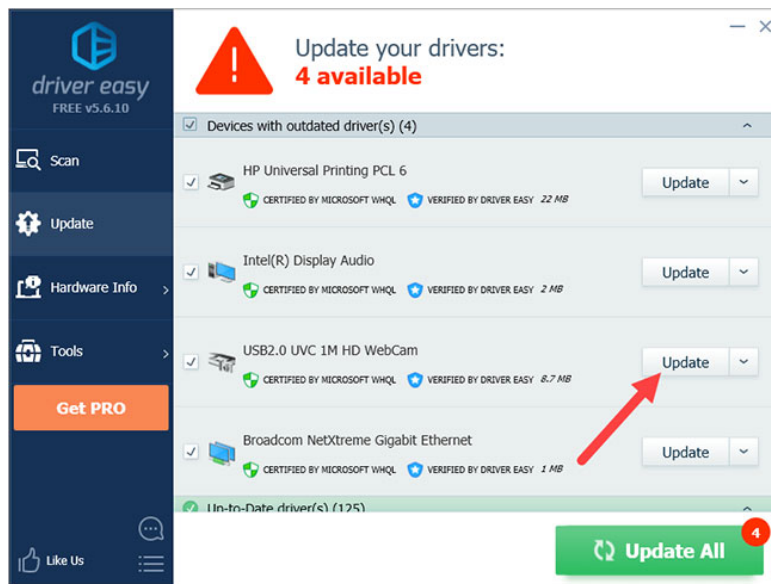 driver easy
FREE v5.6.10
Scan
Update
Hardware Info
Tools
Get PRO
Like Us
Update your drivers:
4 available
Devices with outdated driver(s) (4)
HP Universal Printing PCL 6
CERTIFIED BY MICROSOFT WHQL VERIFIED BY DRIVER EASY 22 MB
Update
Intel(R) Display Audio
CERTIFIED BY MICROSOFT WHQL VERIFIED BY DRIVER EASY 2 MB
Update
USB2.0 UVC 1M HD WebCam
CERTIFIED BY MICROSOFT WHQL VERIFIED BY DRIVER EASY 8.7 MB
Update
Broadcom NetXtreme Gigabit Ethernet
CERTIFIED BY MICROSOFT WHQL VERIFIED BY DRIVER EASY 1 MB
Update
Up-to-Date driver(s) (125)
Update All
4